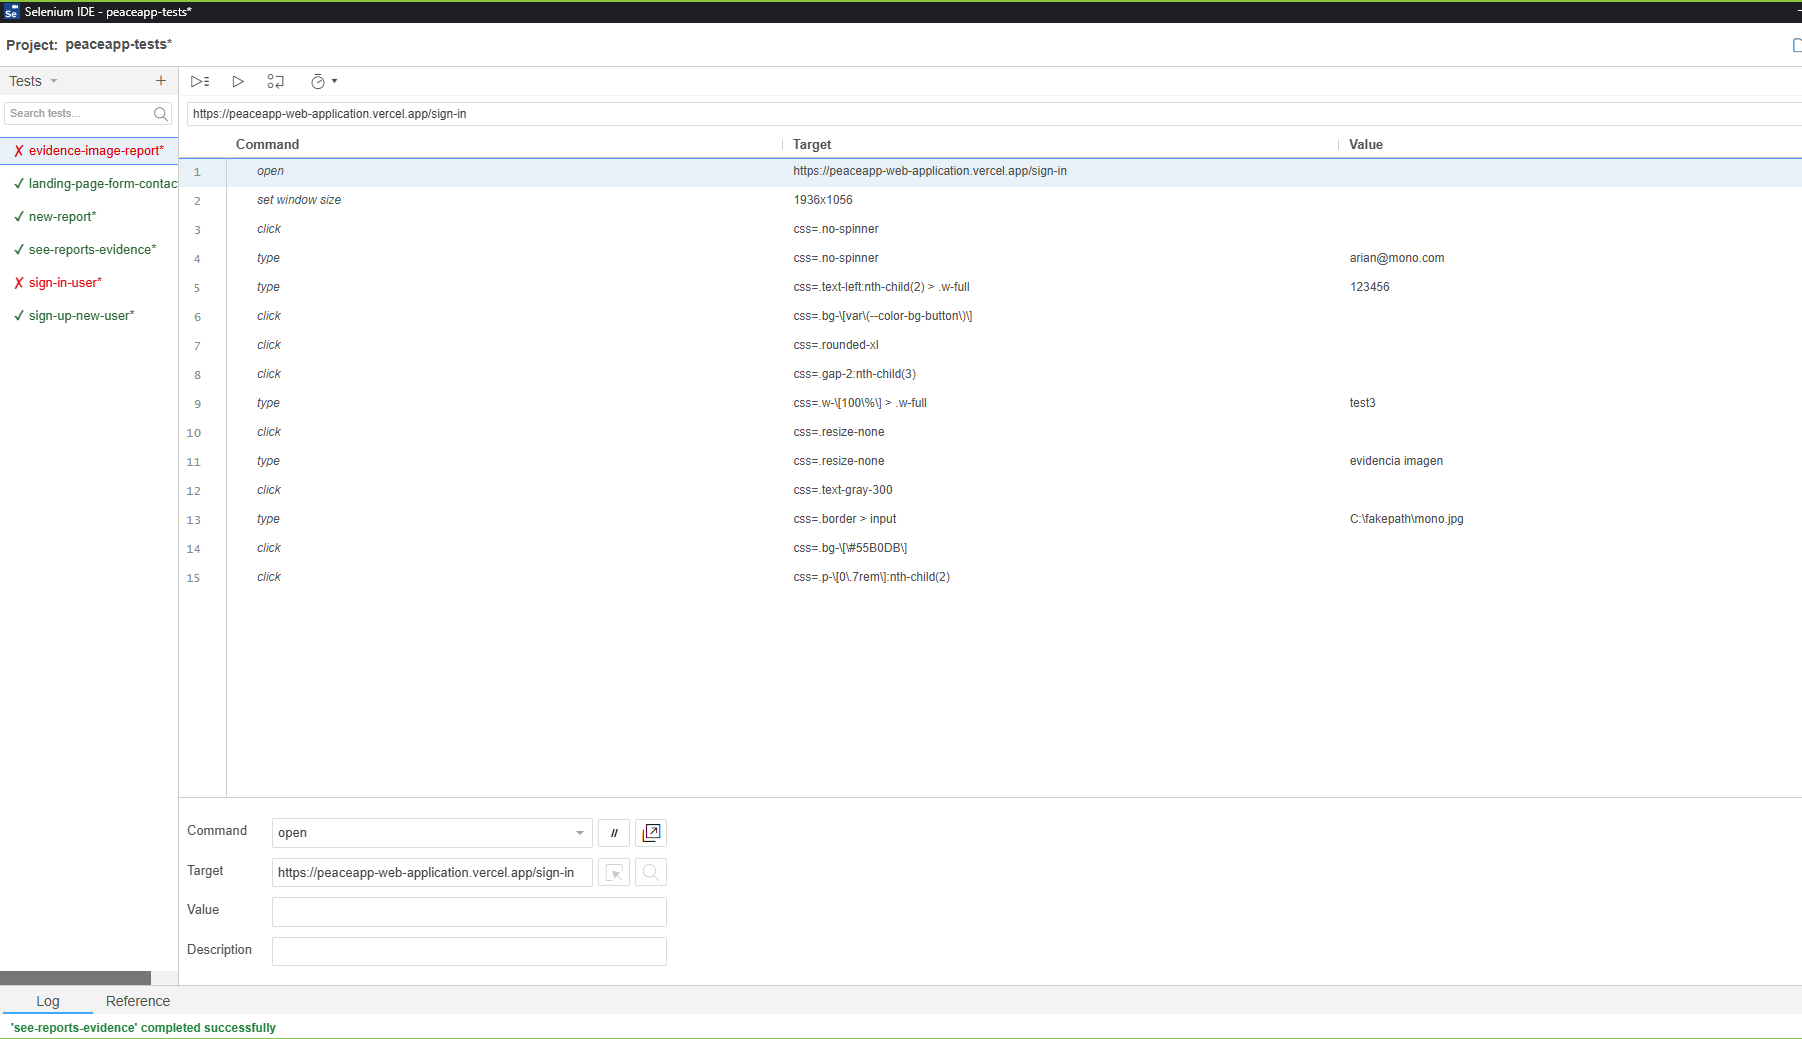 Se Selenium IDE - peaceapp-tests*
Project: peaceapp-tests*
Tests
Search tests...
evidence-image-report*
landing-page-form-contac
new-report*
see-reports-evidence*
sign-in-user*
sign-up-new-user*
https://peaceapp-web-application.vercel.app/sign-in
Command Target Value
1 open https://peaceapp-web-application.vercel.app/sign-in
2 set window size 1936x1056
3 click css=.no-spinner
4 type css=.no-spinner arian@mono.com
5 type css=.text-left:nth-child(2) > .w-full 123456
6 click css=.bg-\[var\(--color-bg-button\)\]
7 click css=.rounded-xl
8 click css=.gap-2:nth-child(3)
9 type css=.w-\[100\%\] > .w-full test3
10 click css=.resize-none
11 type css=.resize-none evidencia imagen
12 click css=.text-gray-300
13 type css=.border > input C:\fakepath\mono.jpg
14 click css=.bg-\[\#55B0DB\]
15 click css=.p-\[0\.7rem\]:nth-child(2)
Command open //
Target https://peaceapp-web-application.vercel.app/sign-in
Value
Description
Log Reference
'see-reports-evidence' completed successfully